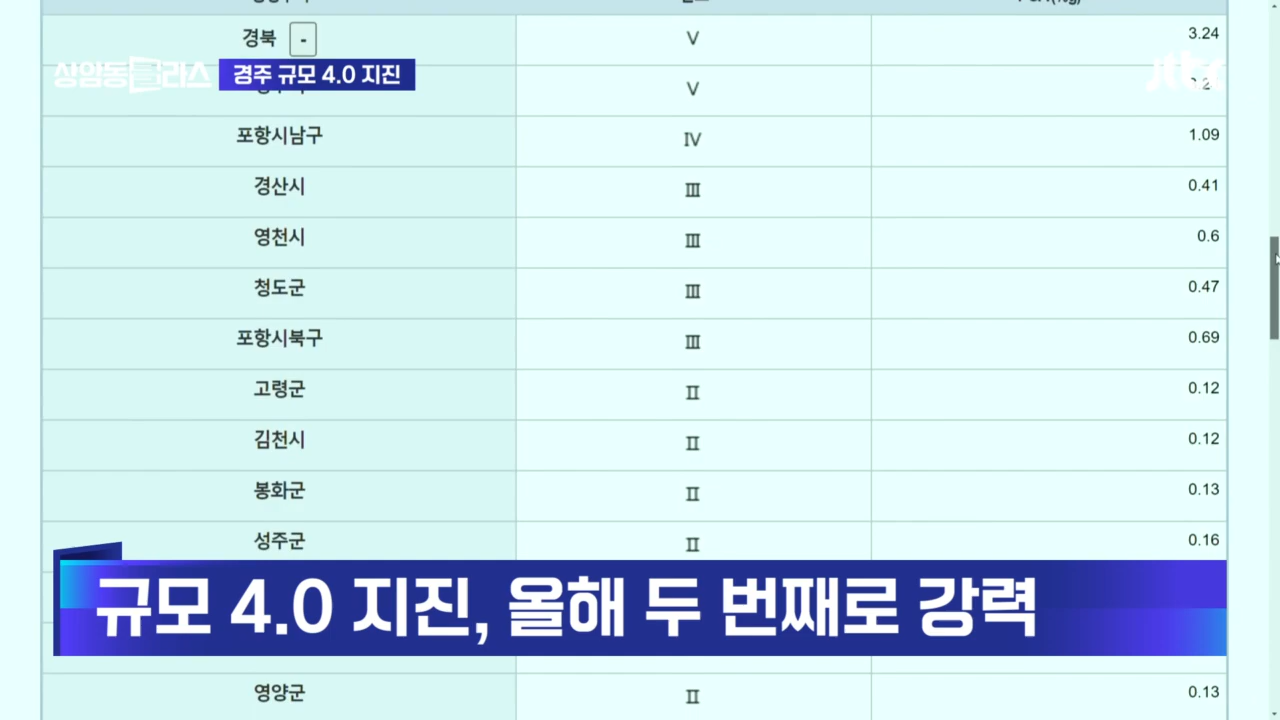 경북 - Ⅴ 3.24
상암동클라스 경주 규모 4.0 지진 jtbc
Ⅴ
포항시남구 Ⅳ 1.09
경산시 Ⅲ 0.41
영천시 Ⅲ 0.6
청도군 Ⅲ 0.47
포항시북구 Ⅲ 0.69
고령군 Ⅱ 0.12
김천시 Ⅱ 0.12
봉화군 Ⅱ 0.13
성주군 Ⅱ 0.16
규모 4.0 지진, 올해 두 번째로 강력
영양군 Ⅱ 0.13